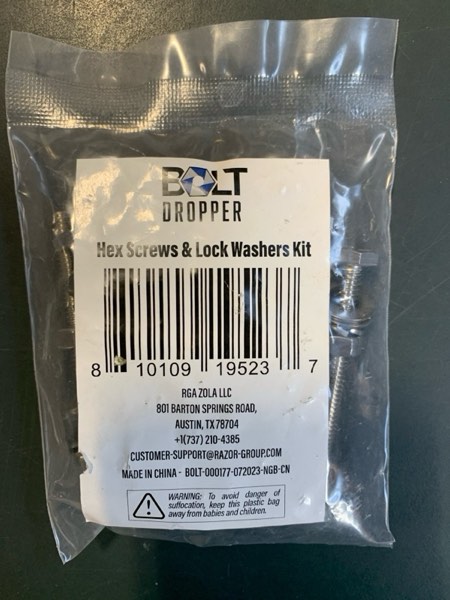 BOLT
DROPPER
Hex Screws & Lock Washers Kit
8 10109 19523 7
RGA ZOLA LLC
801 BARTON SPRINGS ROAD,
AUSTIN, TX 78704
+1(737) 210-4385
CUSTOMER-SUPPORT@RAZOR-GROUP.COM
MADE IN CHINA - BOLT-000177-072023-NGB-CN
WARNING: To avoid danger of
suffocation, keep this plastic bag
away from babies and children.